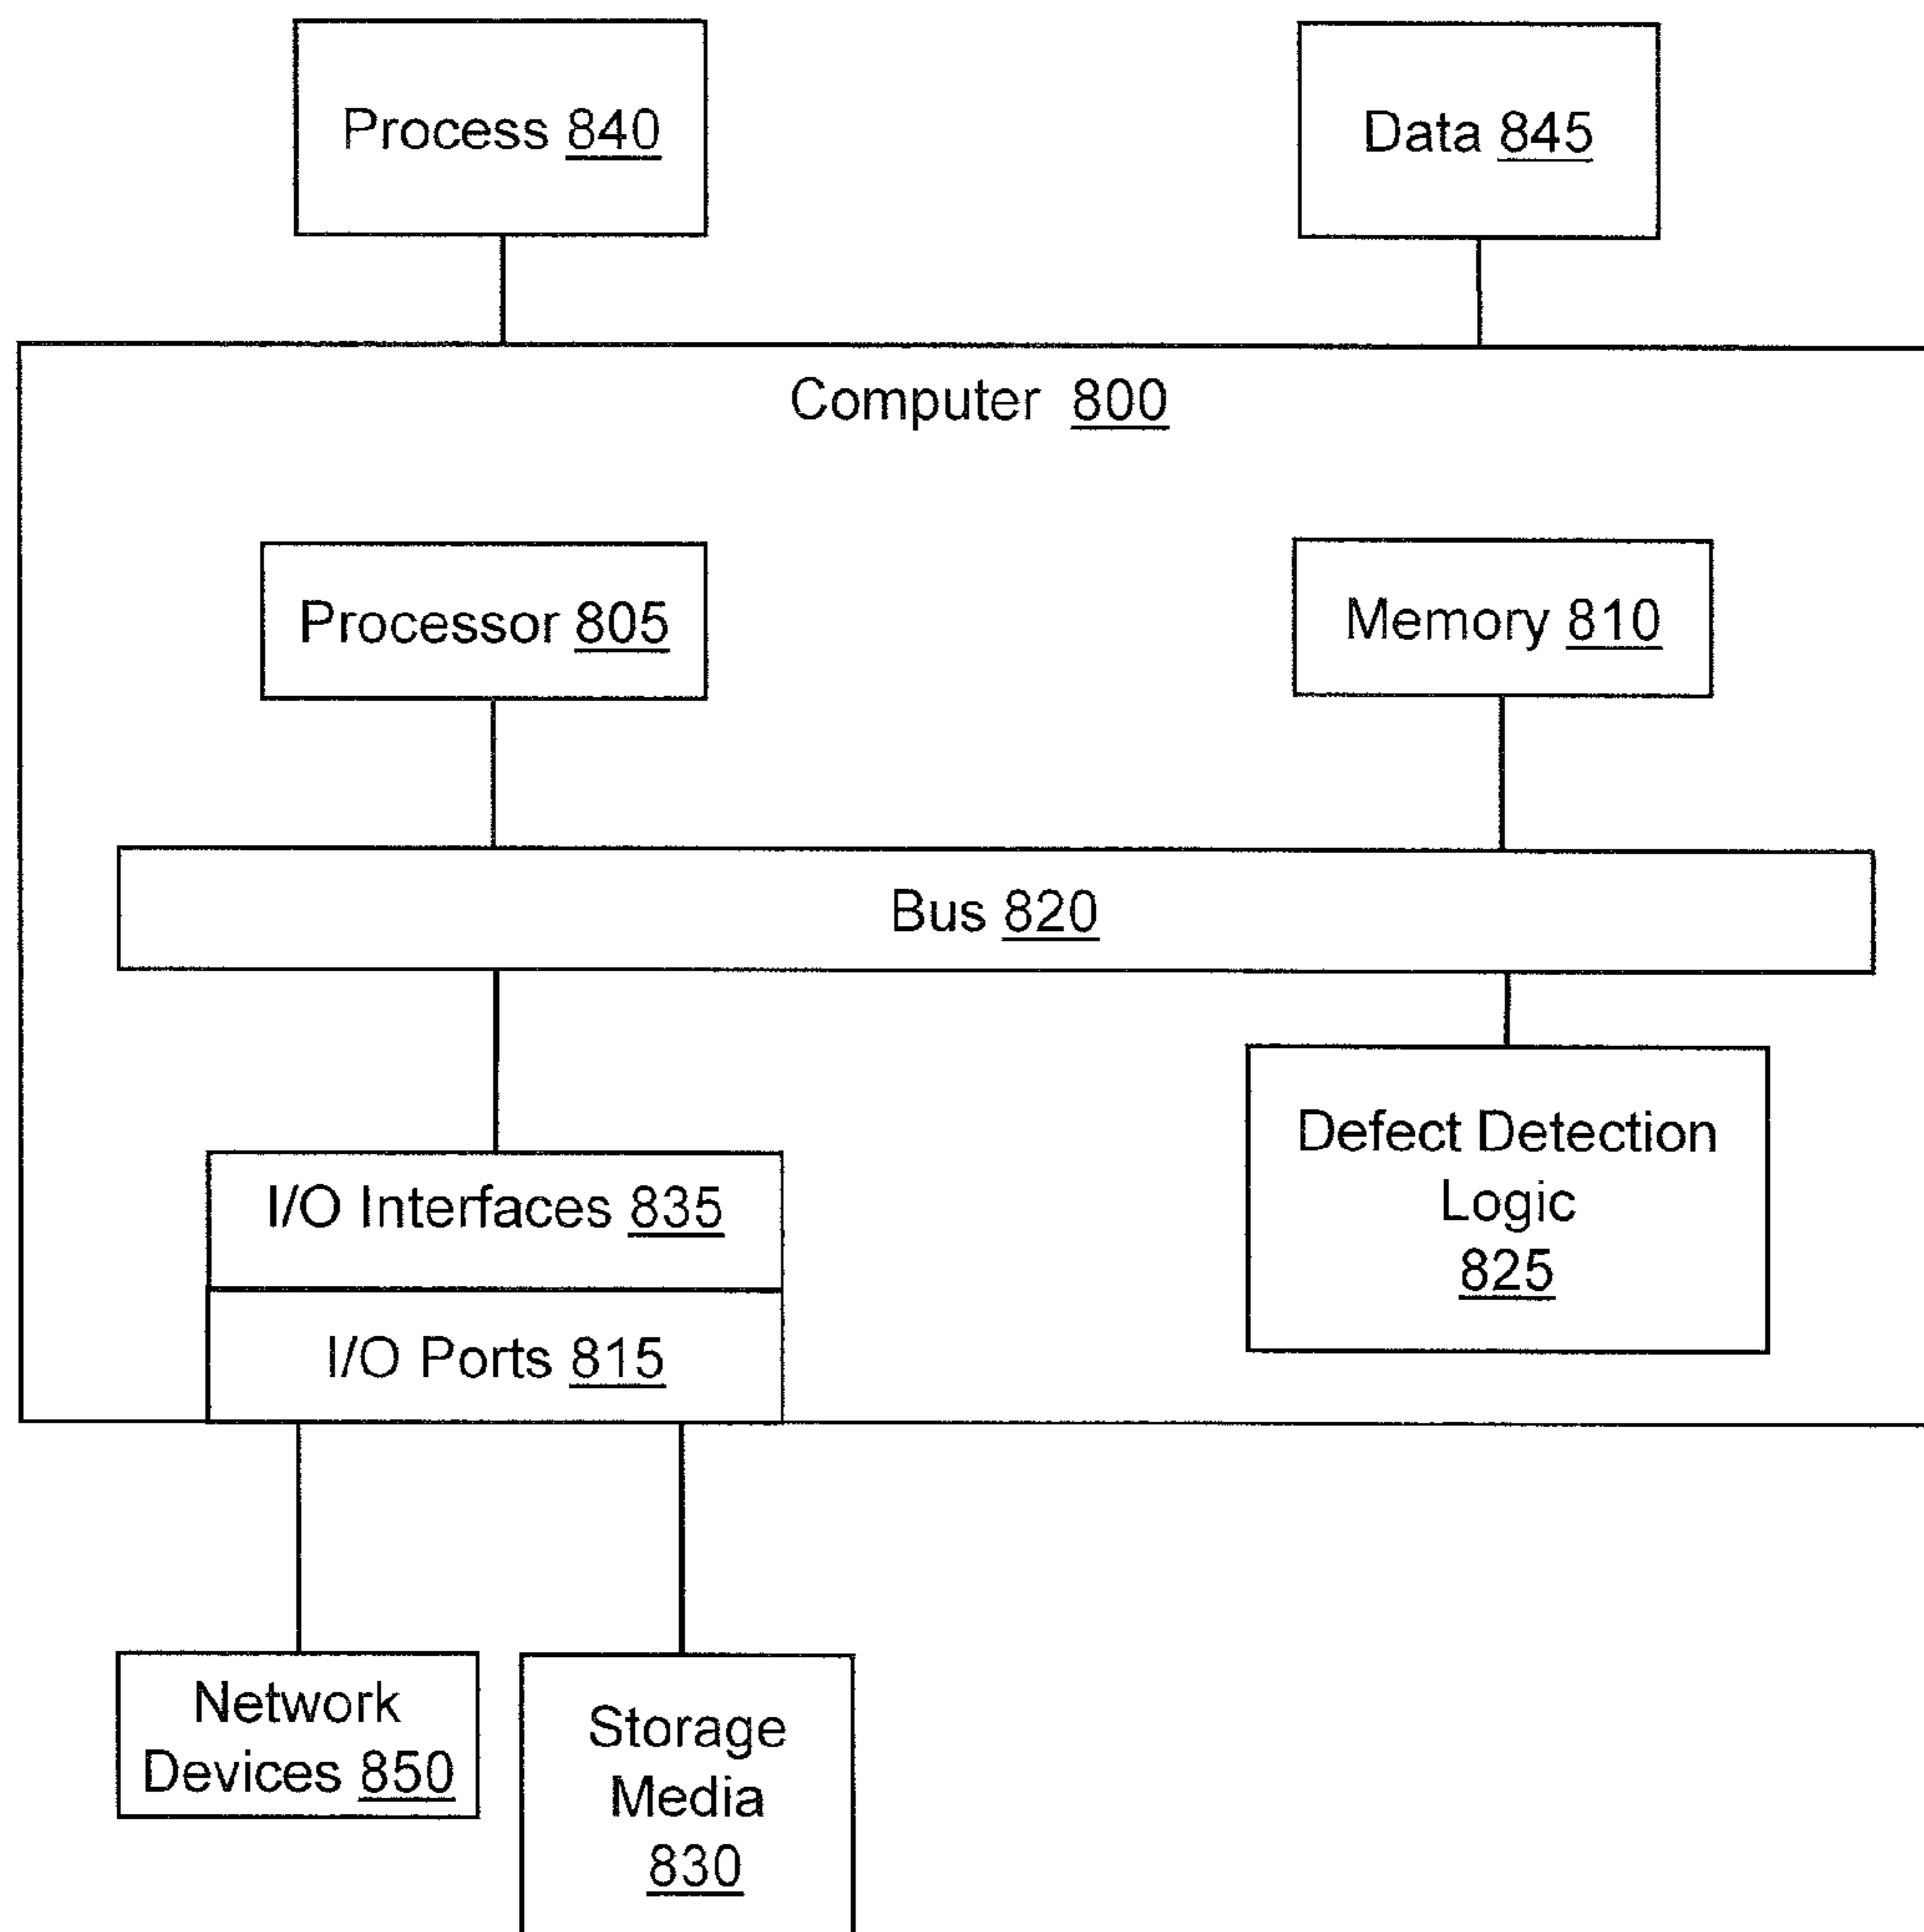 Process 840
Data 845
Computer 800
Processor 805
Memory 810
Bus 820
I/O Interfaces 835
I/O Ports 815
Defect Detection
Logic
825
Network
Devices 850
Storage
Media
830